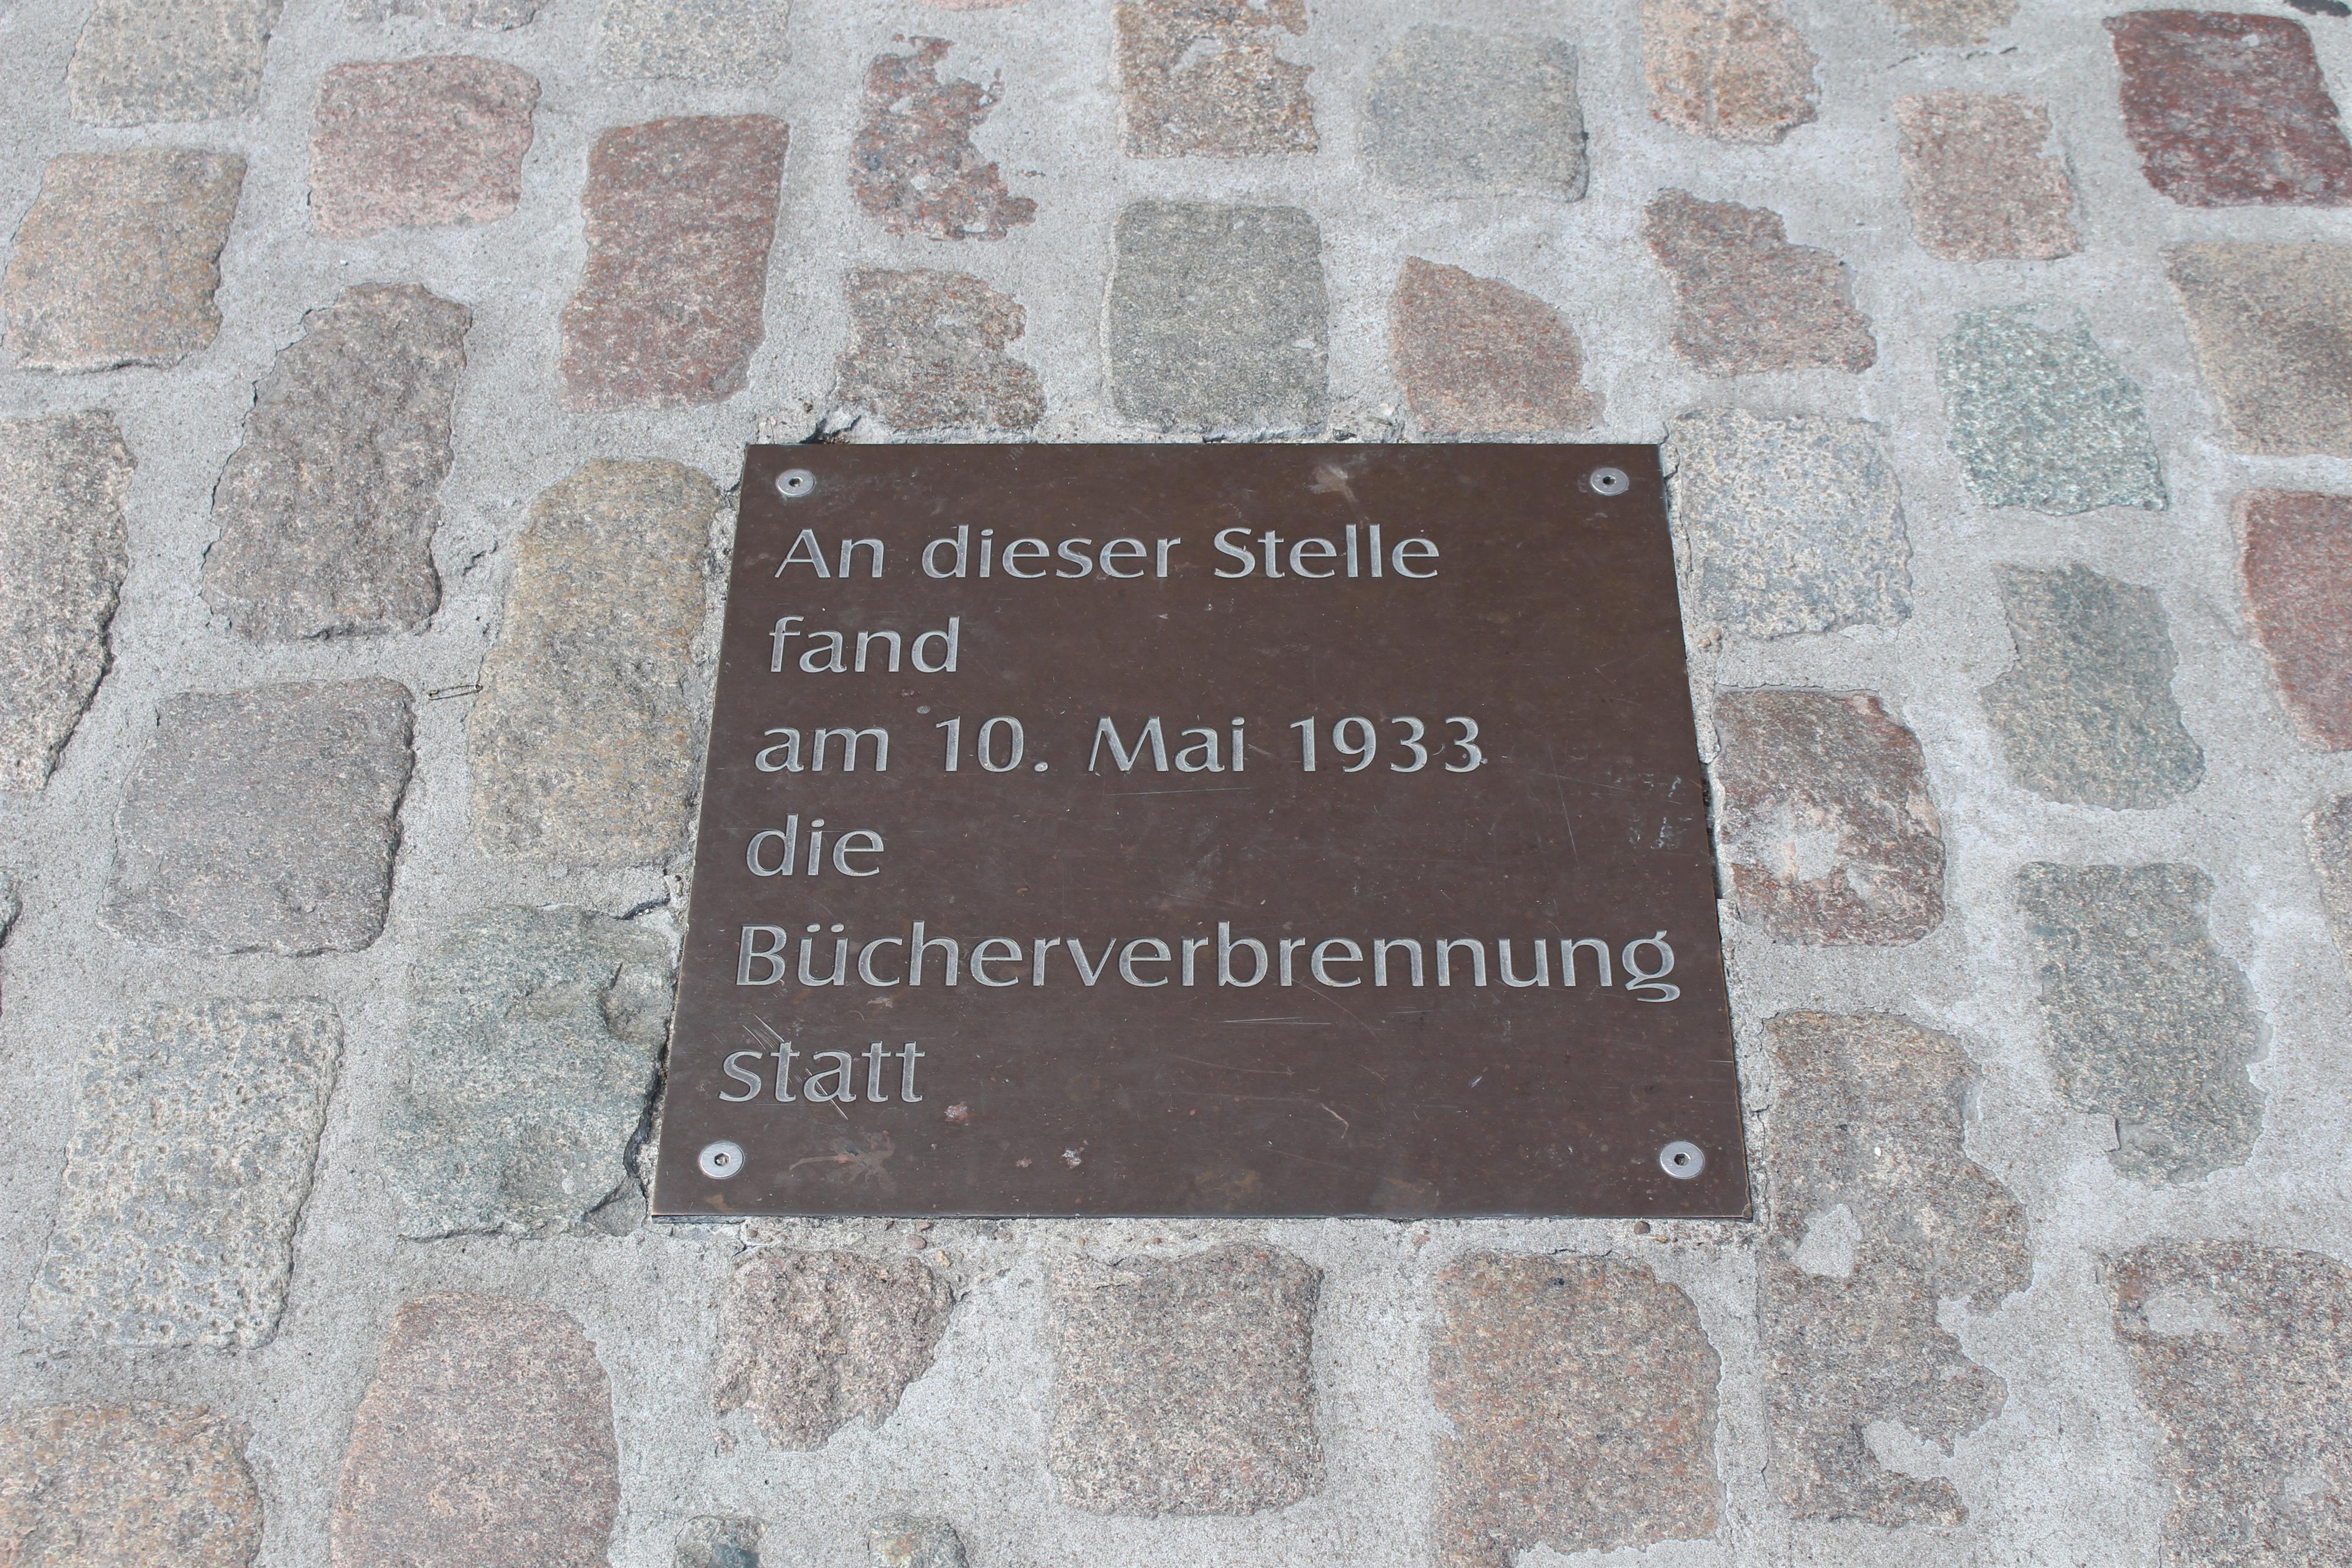 An dieser Stelle
fand
am 10. Mai 1933
die
Bücherverbrennung
statt